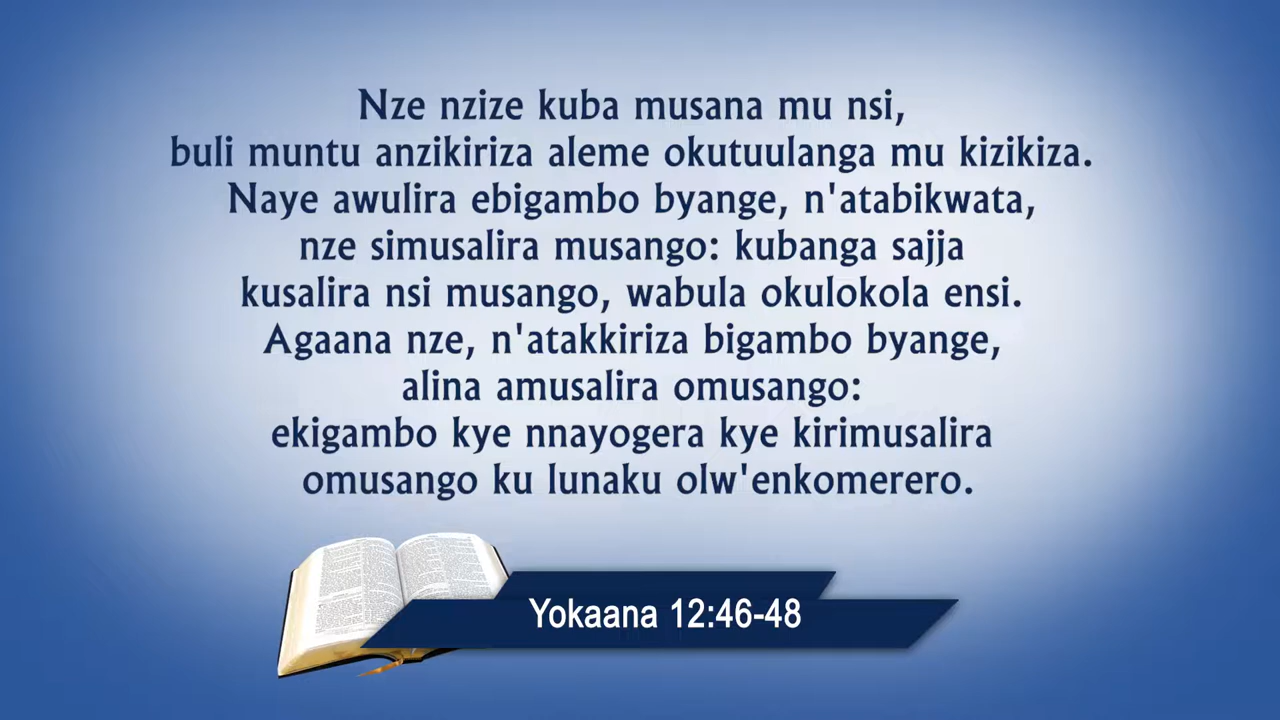 Nze nzize kuba musana mu nsi,
buli muntu anzikiriza aleme okutuulanga mu kizikiza.
Naye awulira ebigambo byange, n'atabikwata,
nze simusalira musango: kubanga sajja
kusalira nsi musango, wabula okulokola ensi.
Agaana nze, n'atakkiriza bigambo byange,
alina amusalira omusango:
ekigambo kye nnayogera kye kirimusalira
omusango ku lunaku olw'enkomerero.
Yokaana 12:46-48